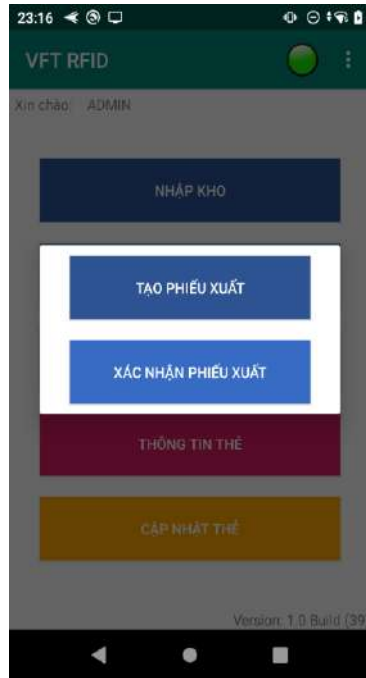 23:16
VFT RFID
Xin chào: ADMIN
NHẬP KHO
TẠO PHIẾU XUẤT
XÁC NHẬN PHIẾU XUẤT
THÔNG TIN THẺ
CẬP NHẬT THẺ
Version: 1.0 Build (39